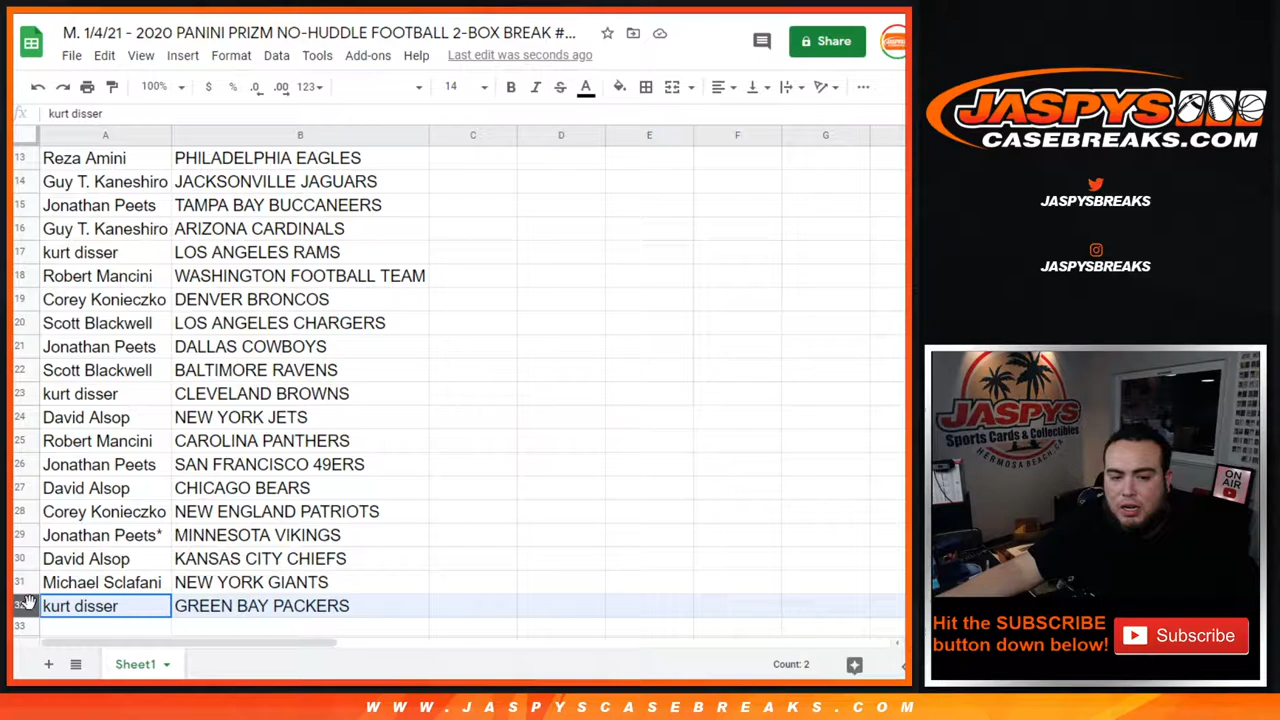 M. 1/4/21 - 2020 PANINI PRIZM NO-HUDDLE FOOTBALL 2-BOX BREAK #...
Share
File Edit View Insert Format Data Tools Add-ons Help Last edit was seconds ago
100% $ % .0 .00 123 14 B I S A
fx kurt disser
A B C D E F G
13 Reza Amini PHILADELPHIA EAGLES
14 Guy T. Kaneshiro JACKSONVILLE JAGUARS
15 Jonathan Peets TAMPA BAY BUCCANEERS
16 Guy T. Kaneshiro ARIZONA CARDINALS
17 kurt disser LOS ANGELES RAMS
18 Robert Mancini WASHINGTON FOOTBALL TEAM
19 Corey Konieczko DENVER BRONCOS
20 Scott Blackwell LOS ANGELES CHARGERS
21 Jonathan Peets DALLAS COWBOYS
22 Scott Blackwell BALTIMORE RAVENS
23 kurt disser CLEVELAND BROWNS
24 David Alsop NEW YORK JETS
25 Robert Mancini CAROLINA PANTHERS
26 Jonathan Peets SAN FRANCISCO 49ERS
27 David Alsop CHICAGO BEARS
28 Corey Konieczko NEW ENGLAND PATRIOTS
29 Jonathan Peets* MINNESOTA VIKINGS
30 David Alsop KANSAS CITY CHIEFS
31 Michael Sclafani NEW YORK GIANTS
32 kurt disser GREEN BAY PACKERS
33
Sheet1
Count: 2
JASPYS
CASEBREAKS.COM
JASPYSBREAKS
JASPYSBREAKS
JASPYS
Sports Cards & Collectibles
HERMOSA BEACH, CA
ON AIR
Hit the SUBSCRIBE
button down below!
Subscribe
WWW.JASPYSCASEBREAKS.COM